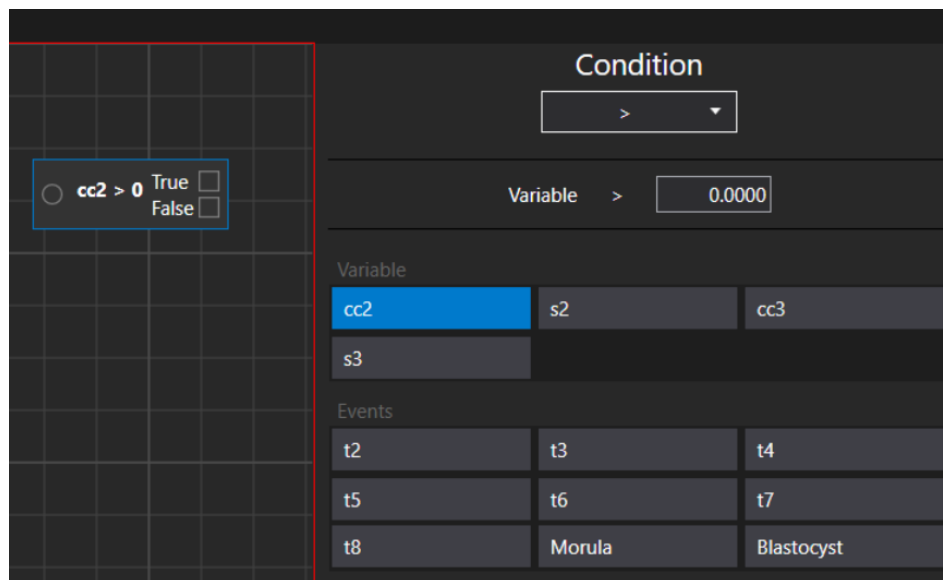 Condition
>
cc2 > 0 True
False
Variable > 0.0000
Variable
cc2 s2 cc3
s3
Events
t2 t3 t4
t5 t6 t7
t8 Morula Blastocyst